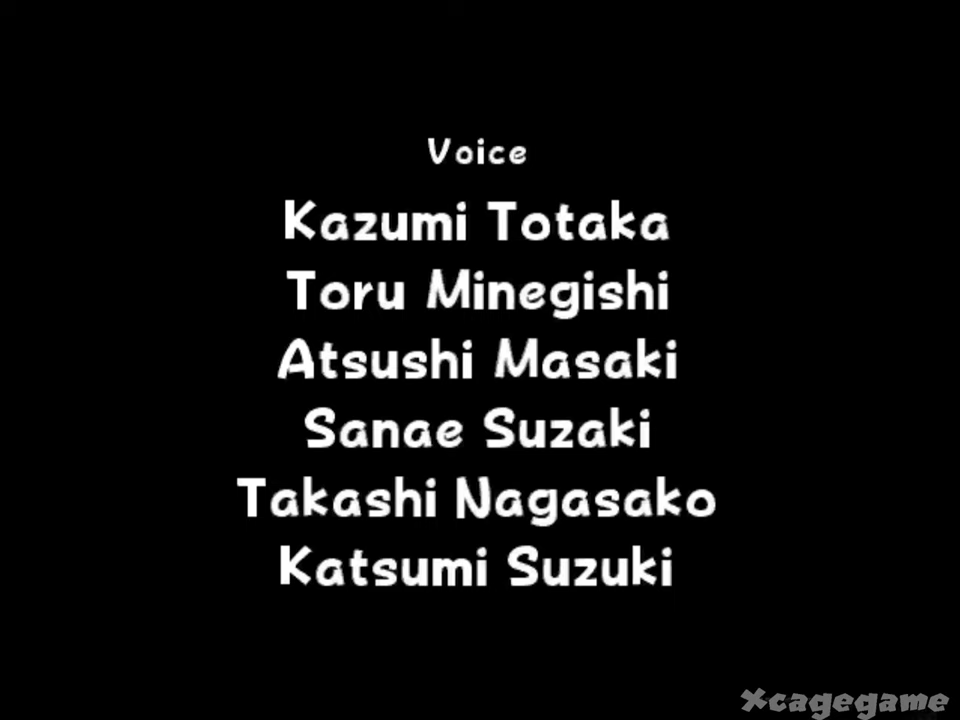 Voice
Kazumi Totaka
Toru Minegishi
Atsushi Masaki
Sanae Suzaki
Takashi Nagasako
Katsumi Suzuki
Xcagegame